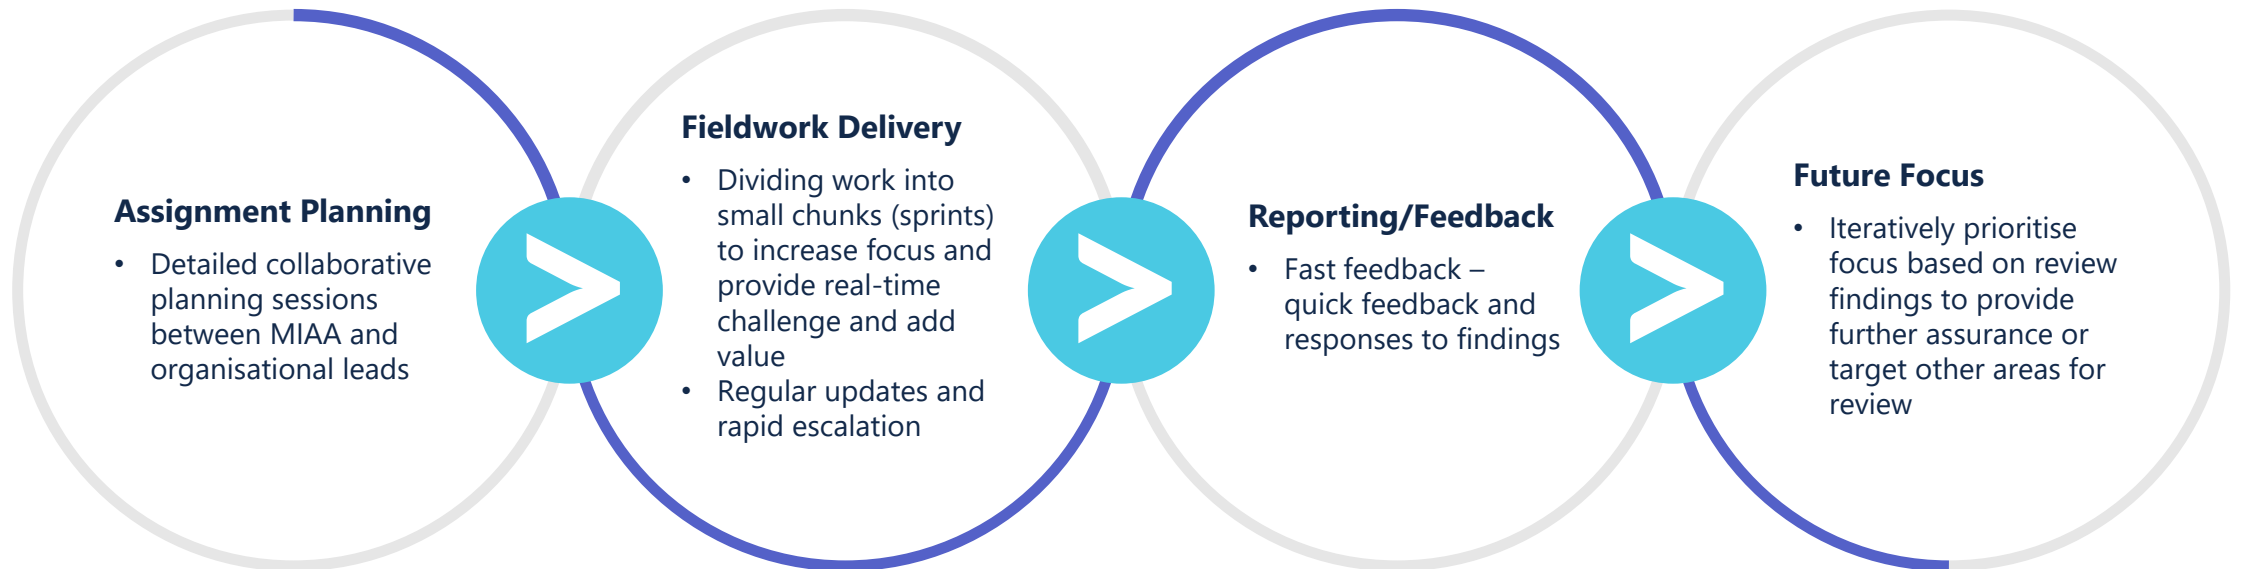 Assignment Planning
• Detailed collaborative
planning sessions
between MIAA and
organisational leads
Fieldwork Delivery
• Dividing work into
small chunks (sprints)
to increase focus and
provide real-time
challenge and add
value
• Regular updates and
rapid escalation
Reporting/Feedback
• Fast feedback –
quick feedback and
responses to findings
Future Focus
• Iteratively prioritise
focus based on review
findings to provide
further assurance or
target other areas for
review